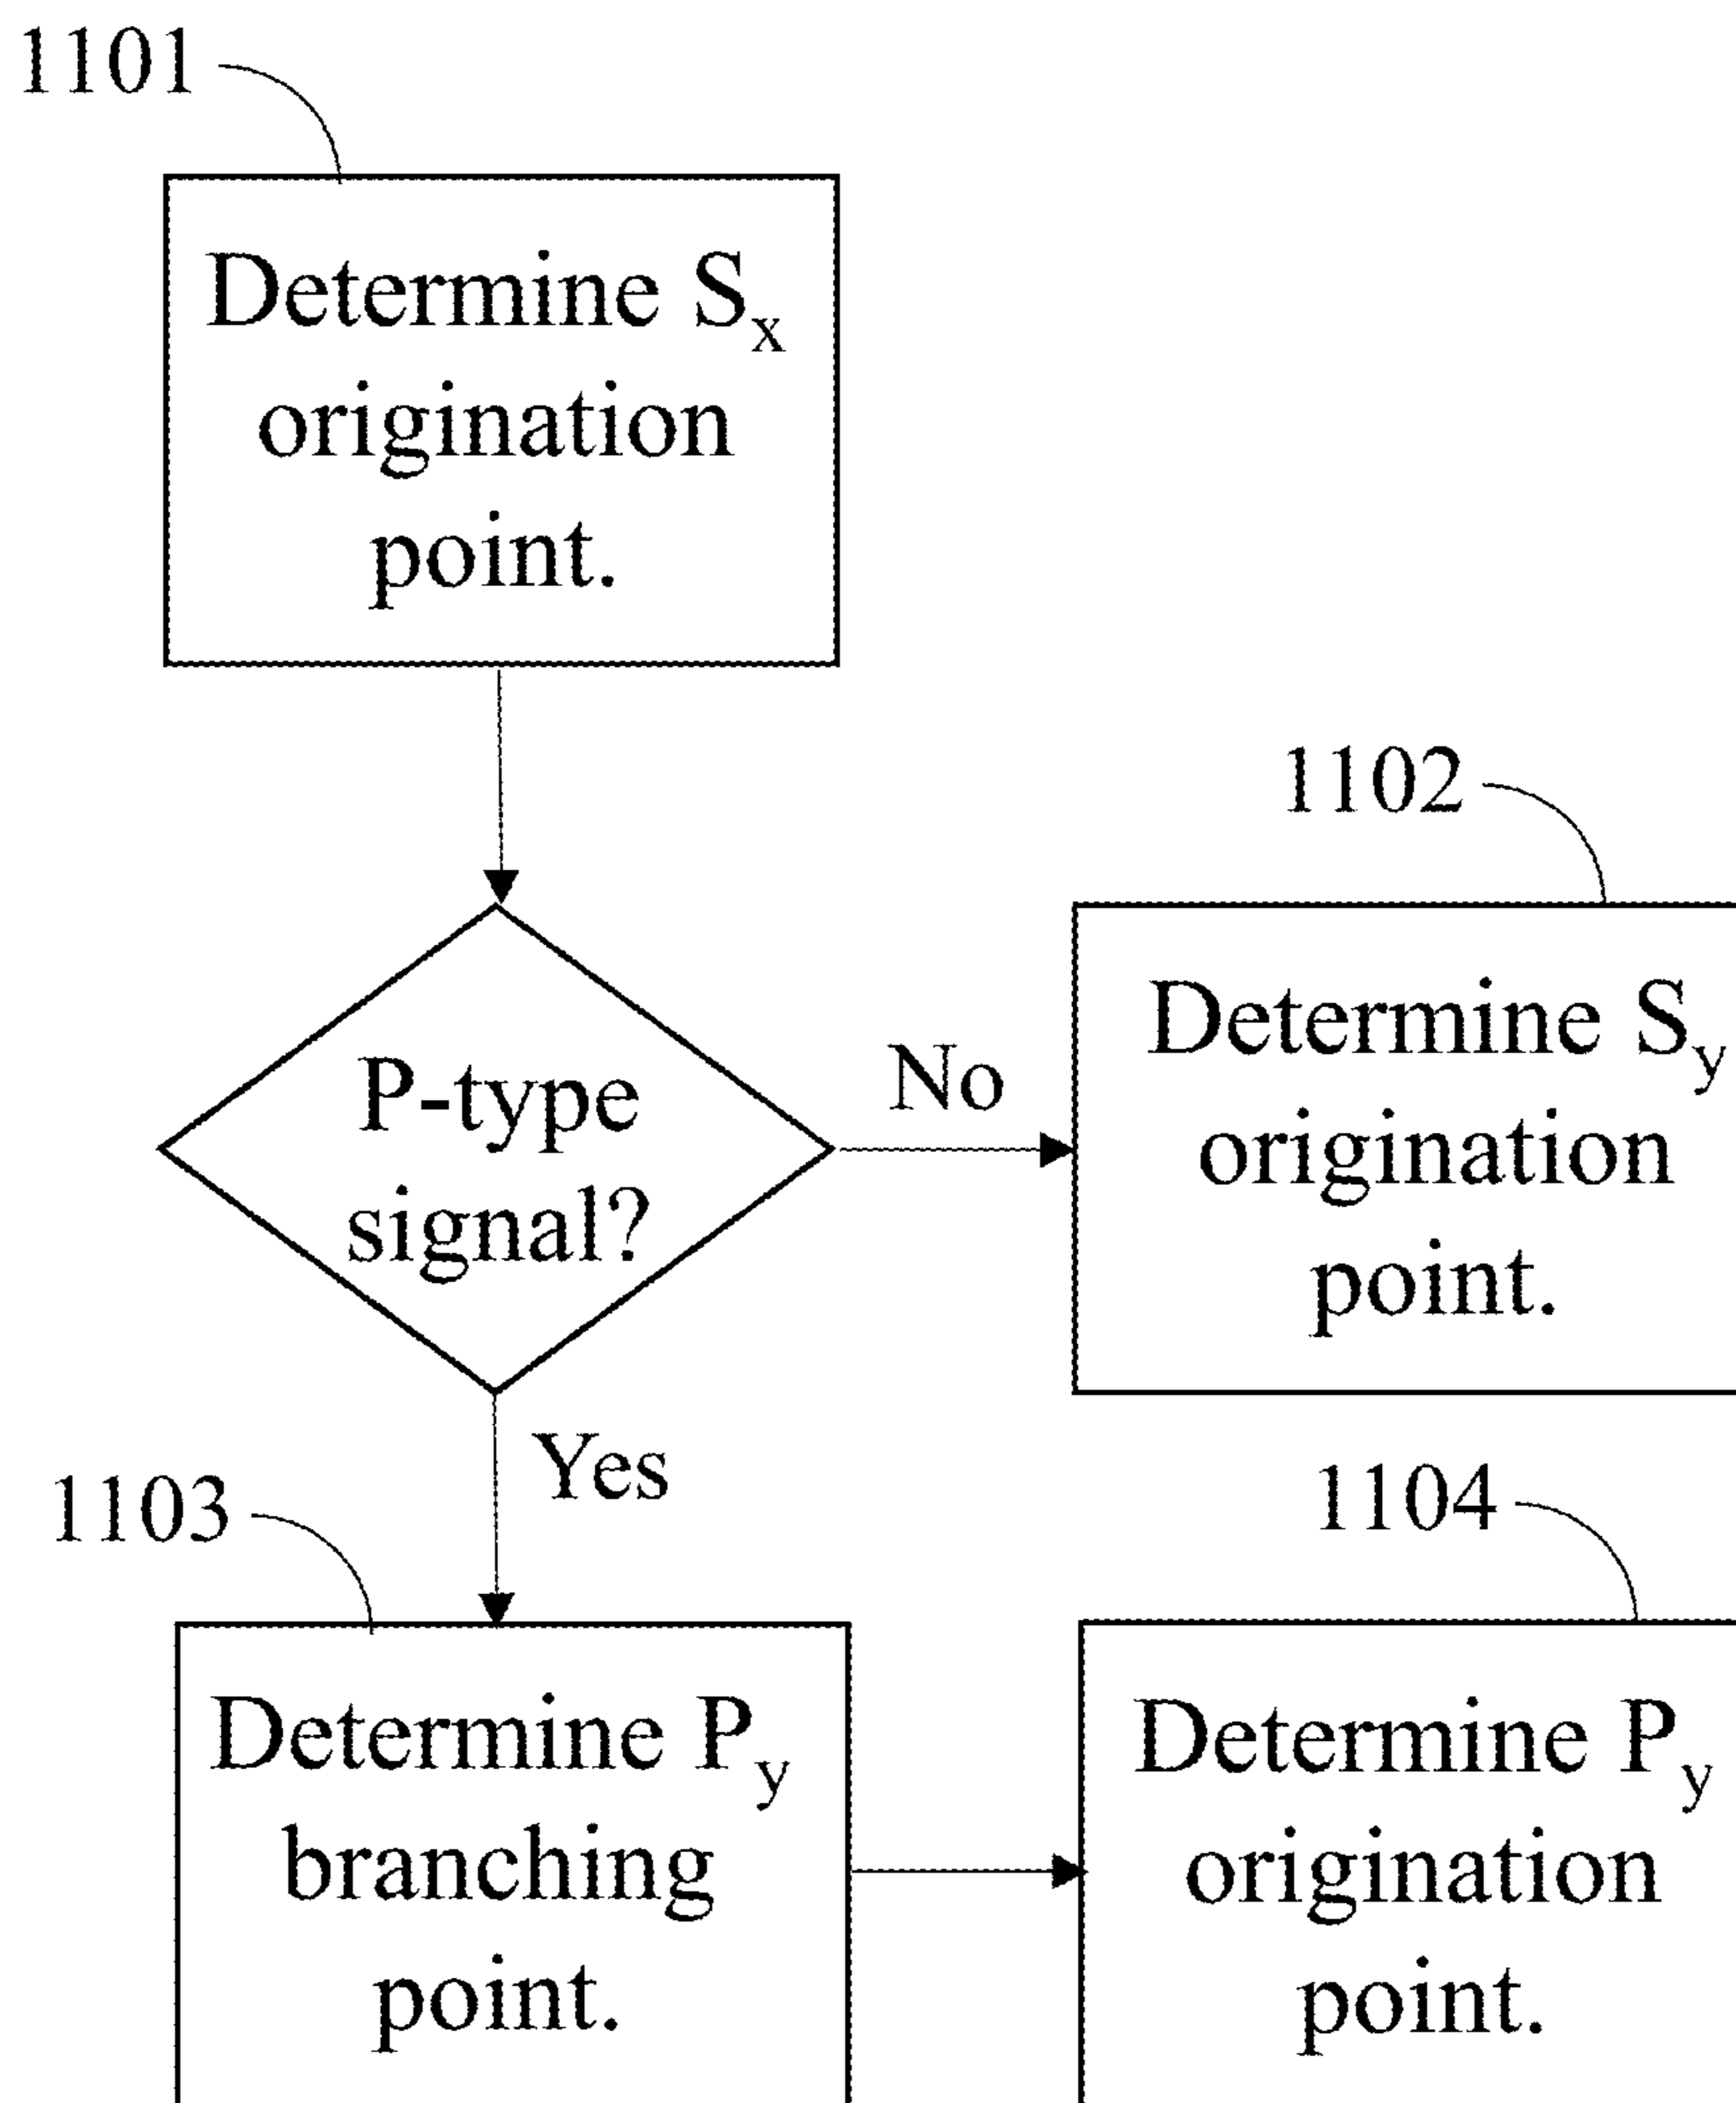 1101
Determine Sx
origination
point.
1102
P-type
signal?
No
Determine Sy
origination
point.
Yes
1103
1104
Determine Py
branching
point.
Determine Py
origination
point.